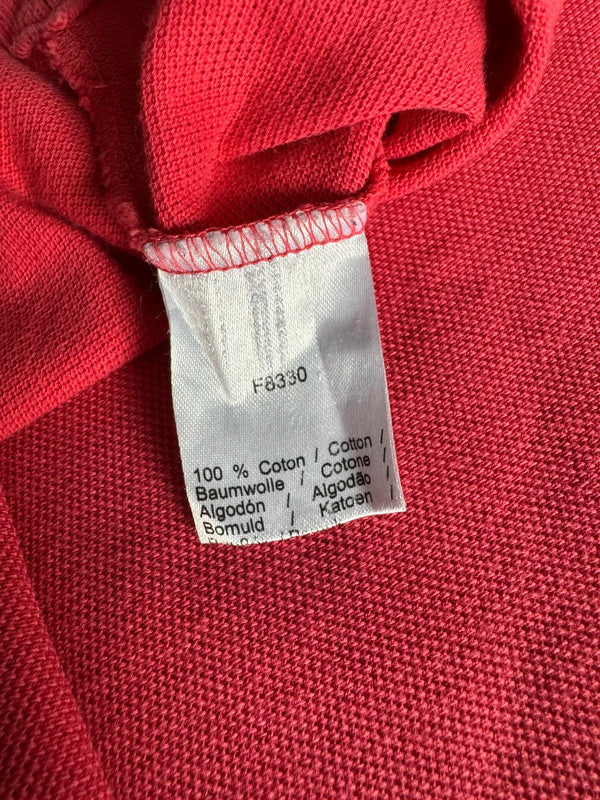 F8330
100 % Coton / Cotton /
Baumwolle / Cotone /
Algodón / Algodão /
Bomuld / Katoen /